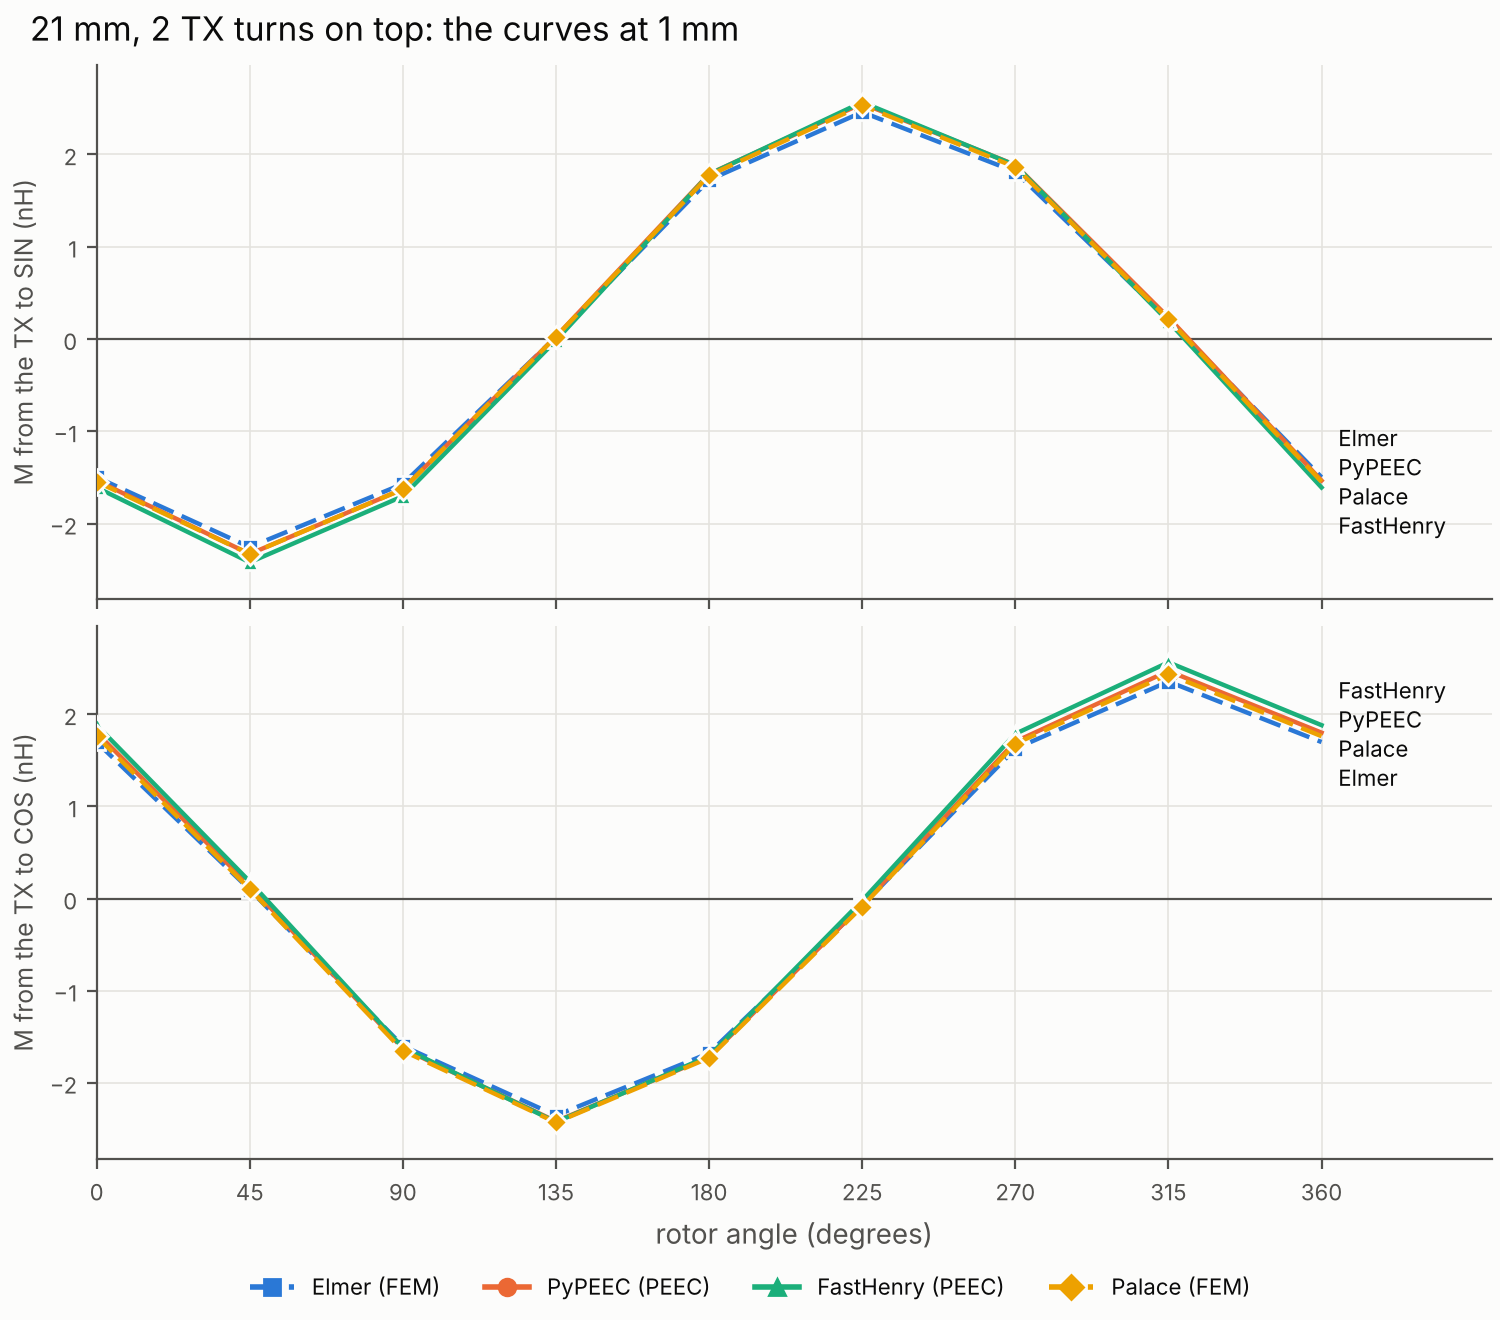 21 mm, 2 TX turns on top: the curves at 1 mm
M from the TX to SIN (nH)
2
1
0
−1
−2
Elmer
PyPEEC
Palace
FastHenry
M from the TX to COS (nH)
2
1
0
−1
−2
FastHenry
PyPEEC
Palace
Elmer
0 45 90 135 180 225 270 315 360
rotor angle (degrees)
Elmer (FEM) PyPEEC (PEEC) FastHenry (PEEC) Palace (FEM)